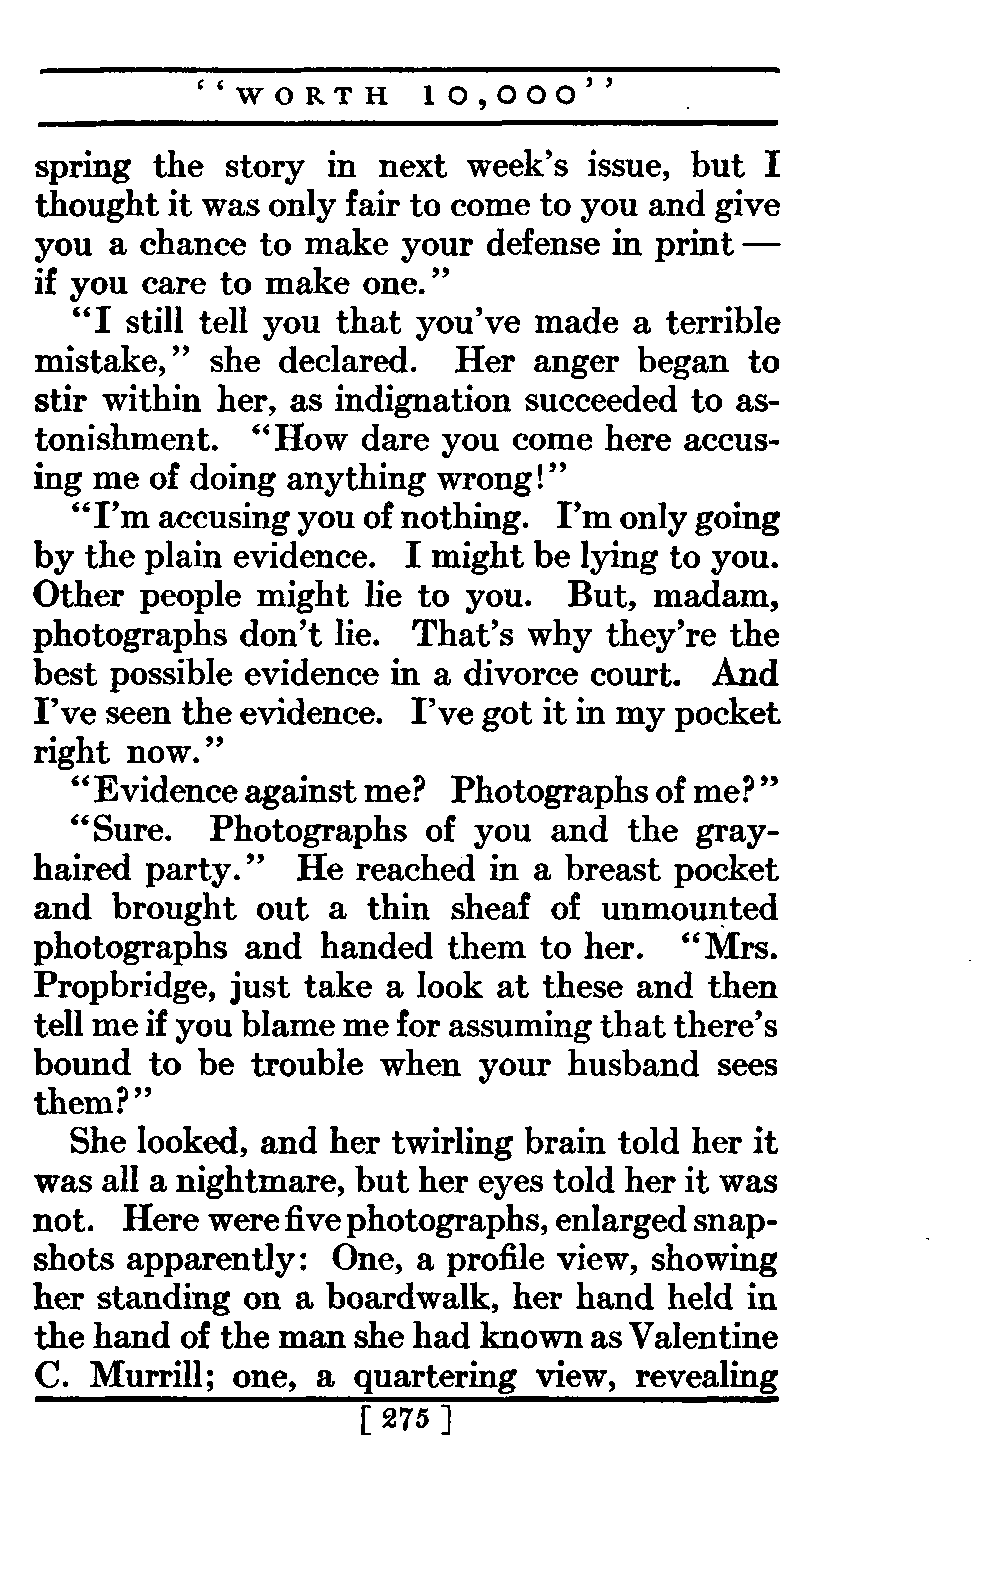 "WORTH 10,000"
spring the story in next week's issue, but I
thought it was only fair to come to you and give
you a chance to make your defense in print —
if you care to make one."
"I still tell you that you've made a terrible
mistake," she declared. Her anger began to
stir within her, as indignation succeeded to as-
tonishment. "How dare you come here accus-
ing me of doing anything wrong!"
"I'm accusing you of nothing. I'm only going
by the plain evidence. I might be lying to you.
Other people might lie to you. But, madam,
photographs don't lie. That's why they're the
best possible evidence in a divorce court. And
I've seen the evidence. I've got it in my pocket
right now."
"Evidence against me? Photographs of me?"
"Sure. Photographs of you and the gray-
haired party." He reached in a breast pocket
and brought out a thin sheaf of unmounted
photographs and handed them to her. "Mrs.
Propbridge, just take a look at these and then
tell me if you blame me for assuming that there's
bound to be trouble when your husband sees
them?"
She looked, and her twirling brain told her it
was all a nightmare, but her eyes told her it was
not. Here were five photographs, enlarged snap-
shots apparently: One, a profile view, showing
her standing on a boardwalk, her hand held in
the hand of the man she had known as Valentine
C. Murrill; one, a quartering view, revealing
[ 275 ]